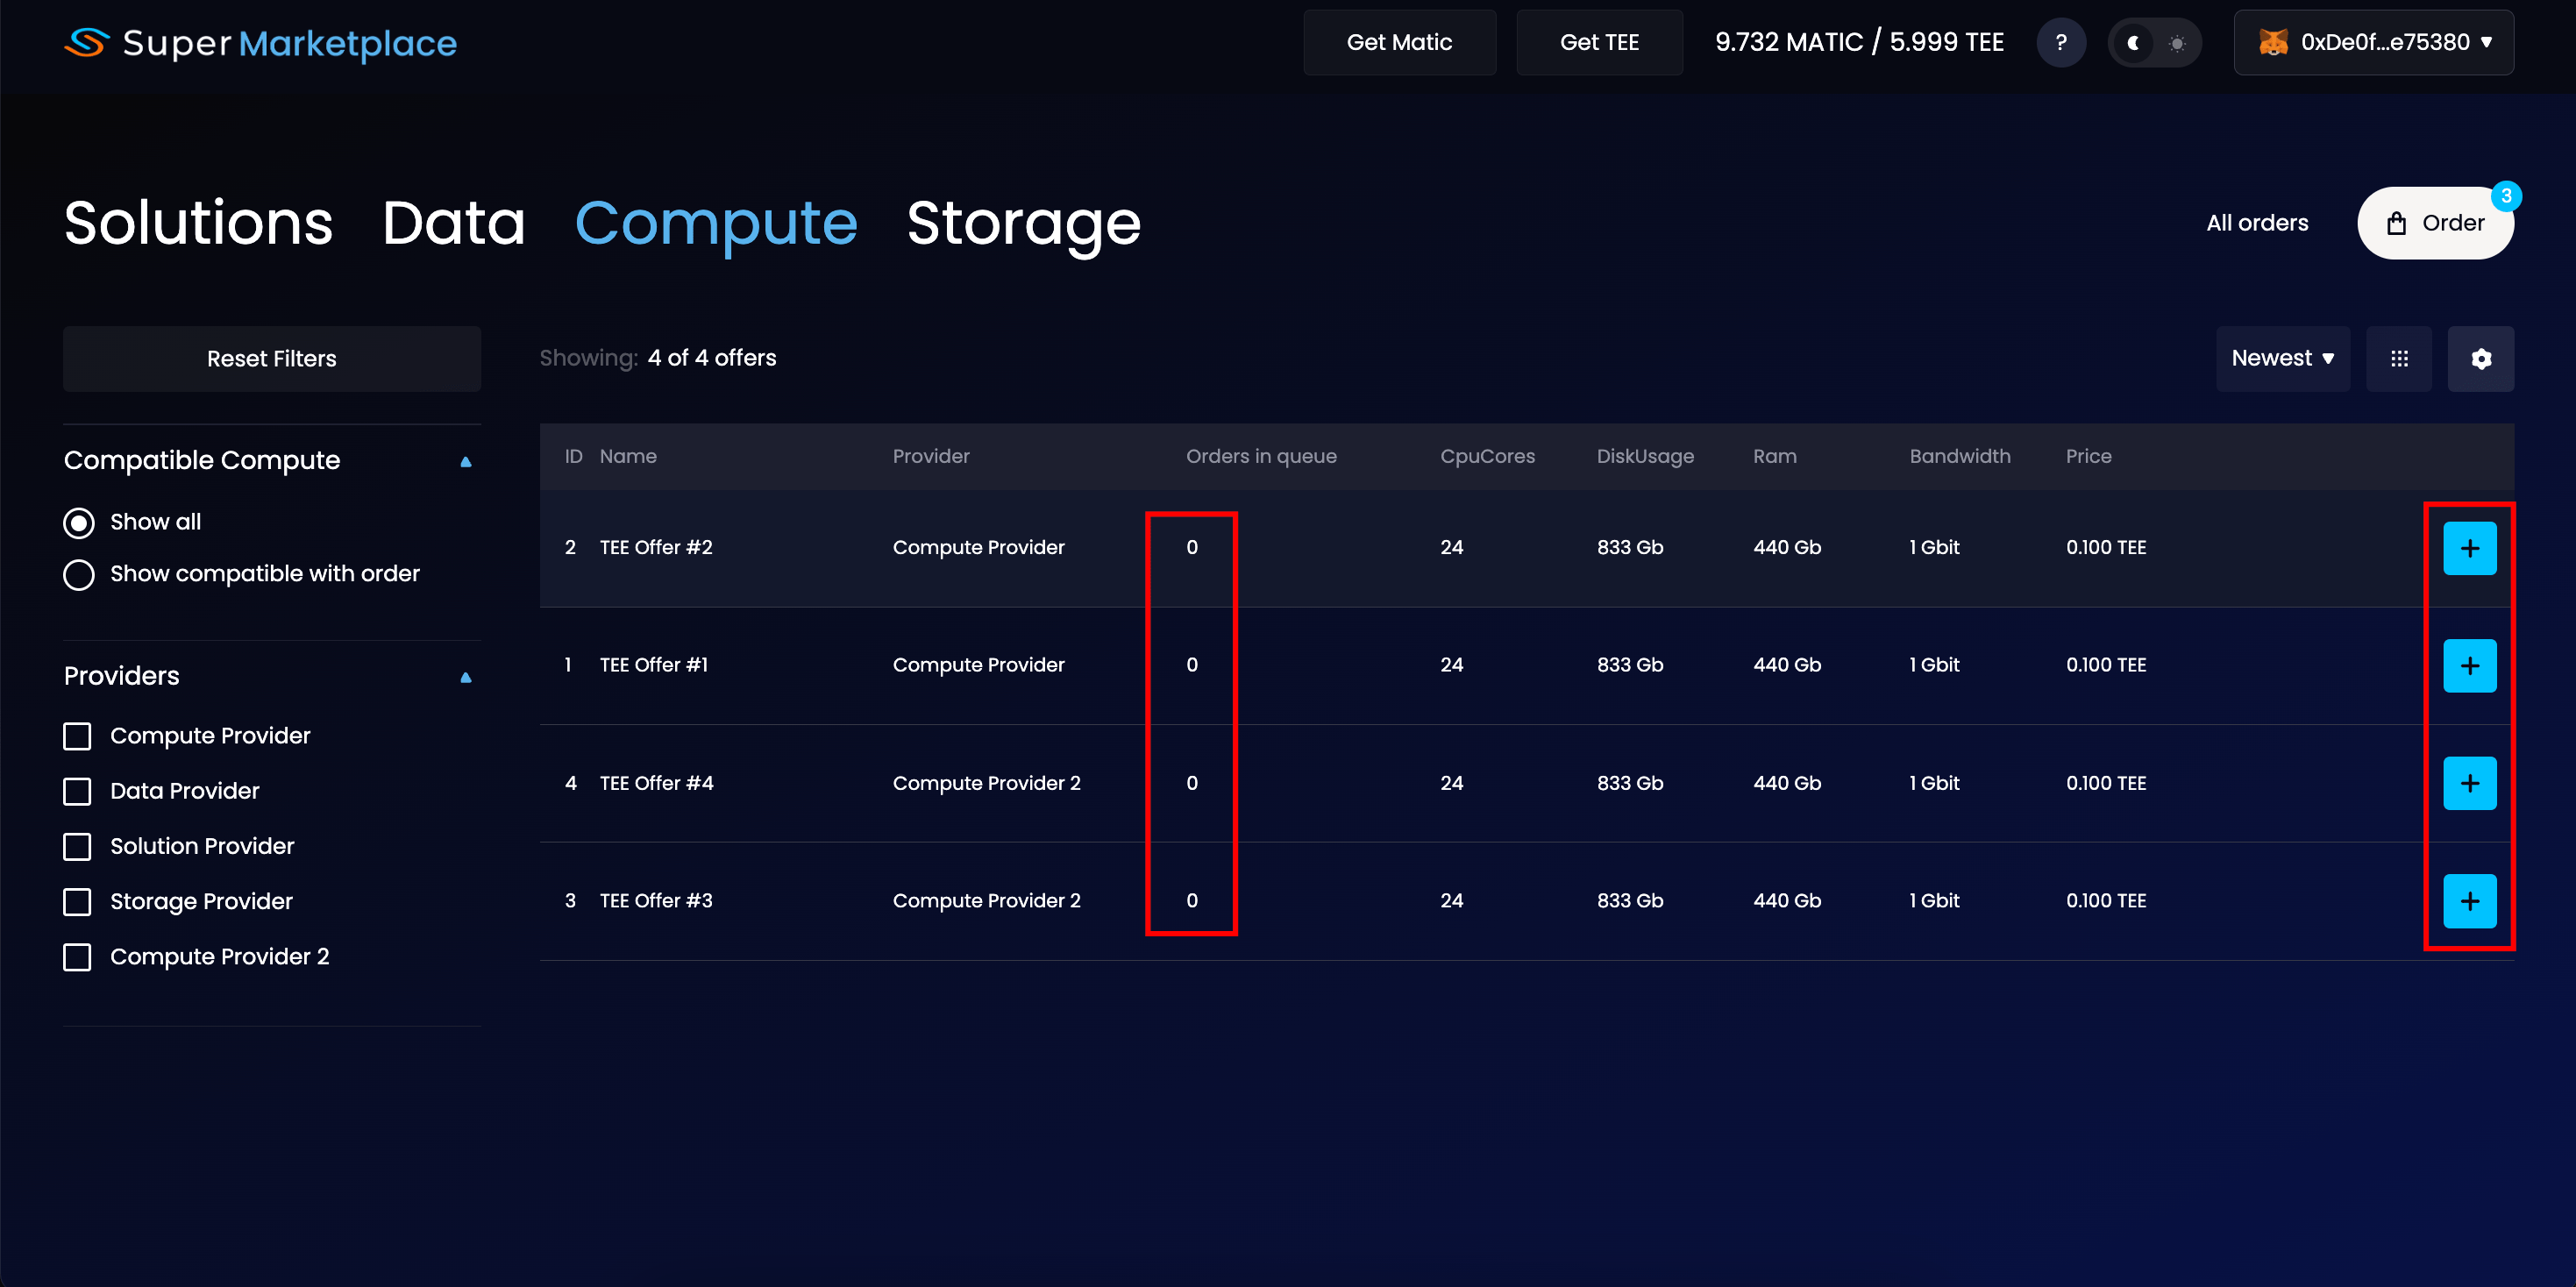 Super Marketplace
Get Matic
Get TEE
9.732 MATIC / 5.999 TEE
?
0xDe0f...e75380
Solutions Data Compute Storage
All orders
Order
3
Reset Filters
Showing: 4 of 4 offers
Newest
Compatible Compute
Show all
Show compatible with order
Providers
Compute Provider
Data Provider
Solution Provider
Storage Provider
Compute Provider 2
ID Name Provider Orders in queue CpuCores DiskUsage Ram Bandwidth Price
2 TEE Offer #2 Compute Provider 0 24 833 Gb 440 Gb 1 Gbit 0.100 TEE +
1 TEE Offer #1 Compute Provider 0 24 833 Gb 440 Gb 1 Gbit 0.100 TEE +
4 TEE Offer #4 Compute Provider 2 0 24 833 Gb 440 Gb 1 Gbit 0.100 TEE +
3 TEE Offer #3 Compute Provider 2 0 24 833 Gb 440 Gb 1 Gbit 0.100 TEE +